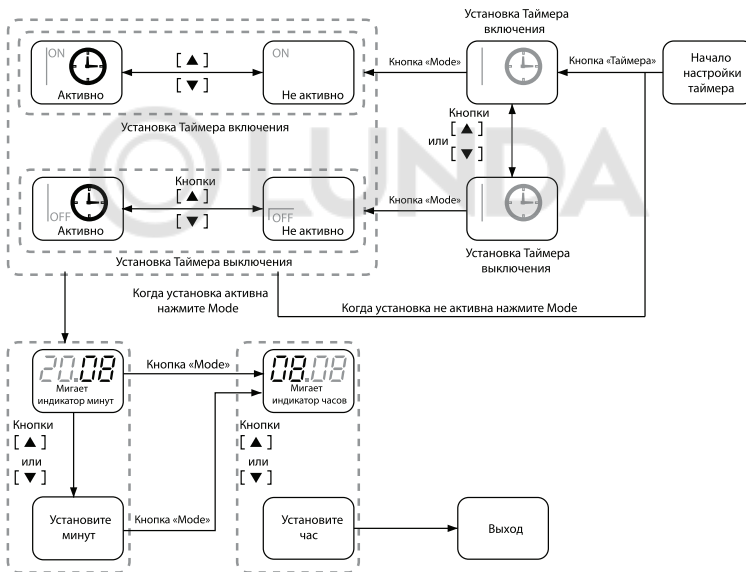 Установка Таймера
включения
ON
Активно
[ ▲ ]
[ ▼ ]
ON
Не активно
Кнопка «Mode»
Кнопка «Таймера»
Начало
настройки
таймера
Установка Таймера включения
Кнопки
[ ▲ ]
или
[ ▼ ]
LUNDA
OFF
Активно
Кнопки
[ ▲ ]
[ ▼ ]
OFF
Не активно
Кнопка «Mode»
Установка Таймера выключения
Установка Таймера
выключения
Когда установка активна
нажмите Mode
Когда установка не активна нажмите Mode
20.08
Мигает
индикатор минут
Кнопка «Mode»
08.08
Мигает
индикатор часов
Кнопки
[ ▲ ]
или
[ ▼ ]
Кнопки
[ ▲ ]
или
[ ▼ ]
Установите
минут
Кнопка «Mode»
Установите
час
Выход